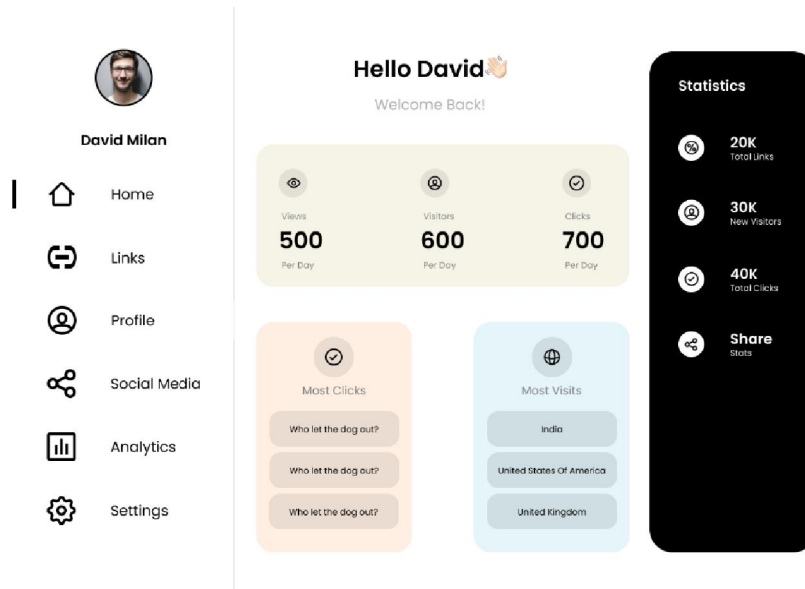 David Milan
Home
Links
Profile
Social Media
Analytics
Settings
Hello David👋🏻
Welcome Back!
Views
500
Per Day
Visitors
600
Per Day
Clicks
700
Per Day
Most Clicks
Who let the dog out?
Who let the dog out?
Who let the dog out?
Most Visits
India
United States Of America
United Kingdom
Statistics
20K
Total Links
30K
New Visitors
40K
Total Clicks
Share
Stats